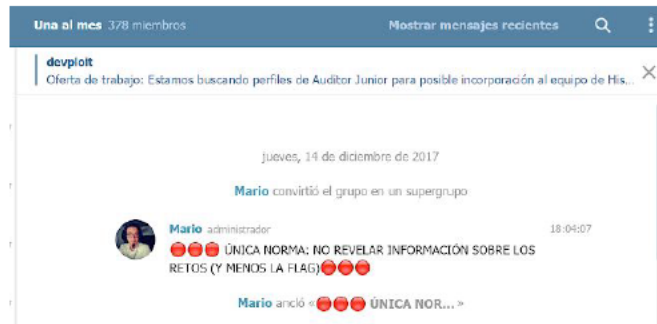 Una al mes 378 miembros
Mostrar mensajes recientes
devploit
Oferta de trabajo: Estamos buscando perfiles de Auditor Junior para posible incorporación al equipo de His...
jueves, 14 de diciembre de 2017
Mario convirtió el grupo en un supergrupo
Mario administrador
18:04:07
ÚNICA NORMA: NO REVELAR INFORMACIÓN SOBRE LOS
RETOS (Y MENOS LA FLAG)
Mario ancló «🔴🔴🔴 ÚNICA NOR... »